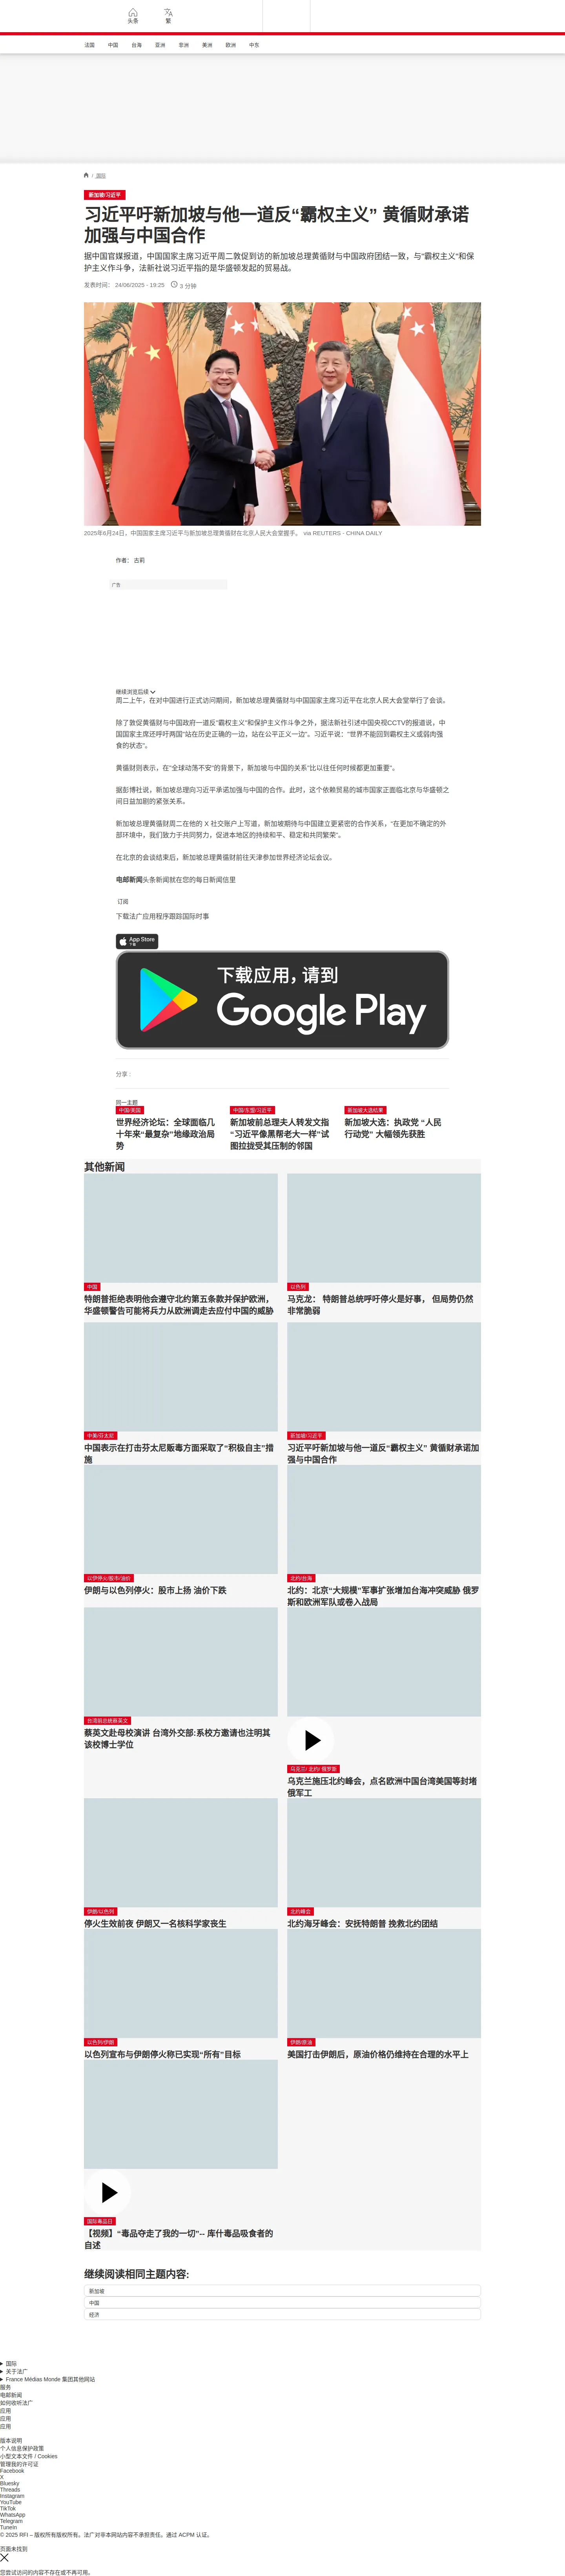 头条
繁
法国 中国 台海 亚洲 非洲 美洲 欧洲 中东
/ 国际
新加坡/习近平
习近平吁新加坡与他一道反“霸权主义” 黄循财承诺
加强与中国合作
据中国官媒报道，中国国家主席习近平周二敦促到访的新加坡总理黄循财与中国政府团结一致，与“霸权主义”和保
护主义作斗争，法新社说习近平指的是华盛顿发起的贸易战。
发表时间： 24/06/2025 - 19:25 3 分钟
2025年6月24日，中国国家主席习近平与新加坡总理黄循财在北京人民大会堂握手。 via REUTERS - CHINA DAILY
作者： 古莉
广告
继续浏览后续
周二上午，在对中国进行正式访问期间，新加坡总理黄循财与中国国家主席习近平在北京人民大会堂举行了会谈。
除了敦促黄循财与中国政府一道反“霸权主义”和保护主义作斗争之外，据法新社引述中国央视CCTV的报道说，中
国国家主席还呼吁两国“站在历史正确的一边，站在公平正义一边”。习近平说：“世界不能回到霸权主义或弱肉强
食的状态”。
黄循财则表示，在“全球动荡不安”的背景下，新加坡与中国的关系“比以往任何时候都更加重要”。
据彭博社说，新加坡总理向习近平承诺加强与中国的合作。此时，这个依赖贸易的城市国家正面临北京与华盛顿之
间日益加剧的紧张关系。
新加坡总理黄循财周二在他的 X 社交账户上写道，新加坡期待与中国建立更紧密的合作关系，“在更加不确定的外
部环境中，我们致力于共同努力，促进本地区的持续和平、稳定和共同繁荣”。
在北京的会谈结束后，新加坡总理黄循财前往天津参加世界经济论坛会议。
电邮新闻头条新闻就在您的每日新闻信里
订阅
下载法广应用程序跟踪国际时事
App Store
下载
下载应用，请到
Google Play
分享 :
同一主题
中国/美国
世界经济论坛：全球面临几
十年来“最复杂”地缘政治局
势
中国/东盟/习近平
新加坡前总理夫人转发文指
“习近平像黑帮老大一样”试
图拉拢受其压制的邻国
新加坡大选结果
新加坡大选：执政党 “人民
行动党” 大幅领先获胜
其他新闻
中国
特朗普拒绝表明他会遵守北约第五条款并保护欧洲，
华盛顿警告可能将兵力从欧洲调走去应付中国的威胁
以色列
马克龙： 特朗普总统呼吁停火是好事， 但局势仍然
非常脆弱
中美/芬太尼
中国表示在打击芬太尼贩毒方面采取了“积极自主”措
施
新加坡/习近平
习近平吁新加坡与他一道反“霸权主义” 黄循财承诺加
强与中国合作
以伊停火/股市/油价
伊朗与以色列停火：股市上扬 油价下跌
北约/台海
北约：北京“大规模”军事扩张增加台海冲突威胁 俄罗
斯和欧洲军队或卷入战局
台湾前总统蔡英文
蔡英文赴母校演讲 台湾外交部:系校方邀请也注明其
该校博士学位
乌克兰/ 北约/ 俄罗斯
乌克兰施压北约峰会，点名欧洲中国台湾美国等封堵
俄军工
伊朗/以色列
停火生效前夜 伊朗又一名核科学家丧生
北约峰会
北约海牙峰会：安抚特朗普 挽救北约团结
以色列/伊朗
以色列宣布与伊朗停火称已实现“所有”目标
伊朗/原油
美国打击伊朗后，原油价格仍维持在合理的水平上
国际毒品日
【视频】“毒品夺走了我的一切”-- 库什毒品吸食者的
自述
继续阅读相同主题内容:
新加坡
中国
经济
国际
关于法广
France Médias Monde 集团其他网站
服务
电邮新闻
如何收听法广
应用
应用
应用
版本说明
个人信息保护政策
小型文本文件 / Cookies
管理我的许可证
Facebook
X
Bluesky
Threads
Instagram
YouTube
TikTok
WhatsApp
Telegram
TuneIn
© 2025 RFI – 版权所有版权所有。法广对非本网站内容不承担责任。通过 ACPM 认证。
页面未找到
您尝试访问的内容不存在或不再可用。